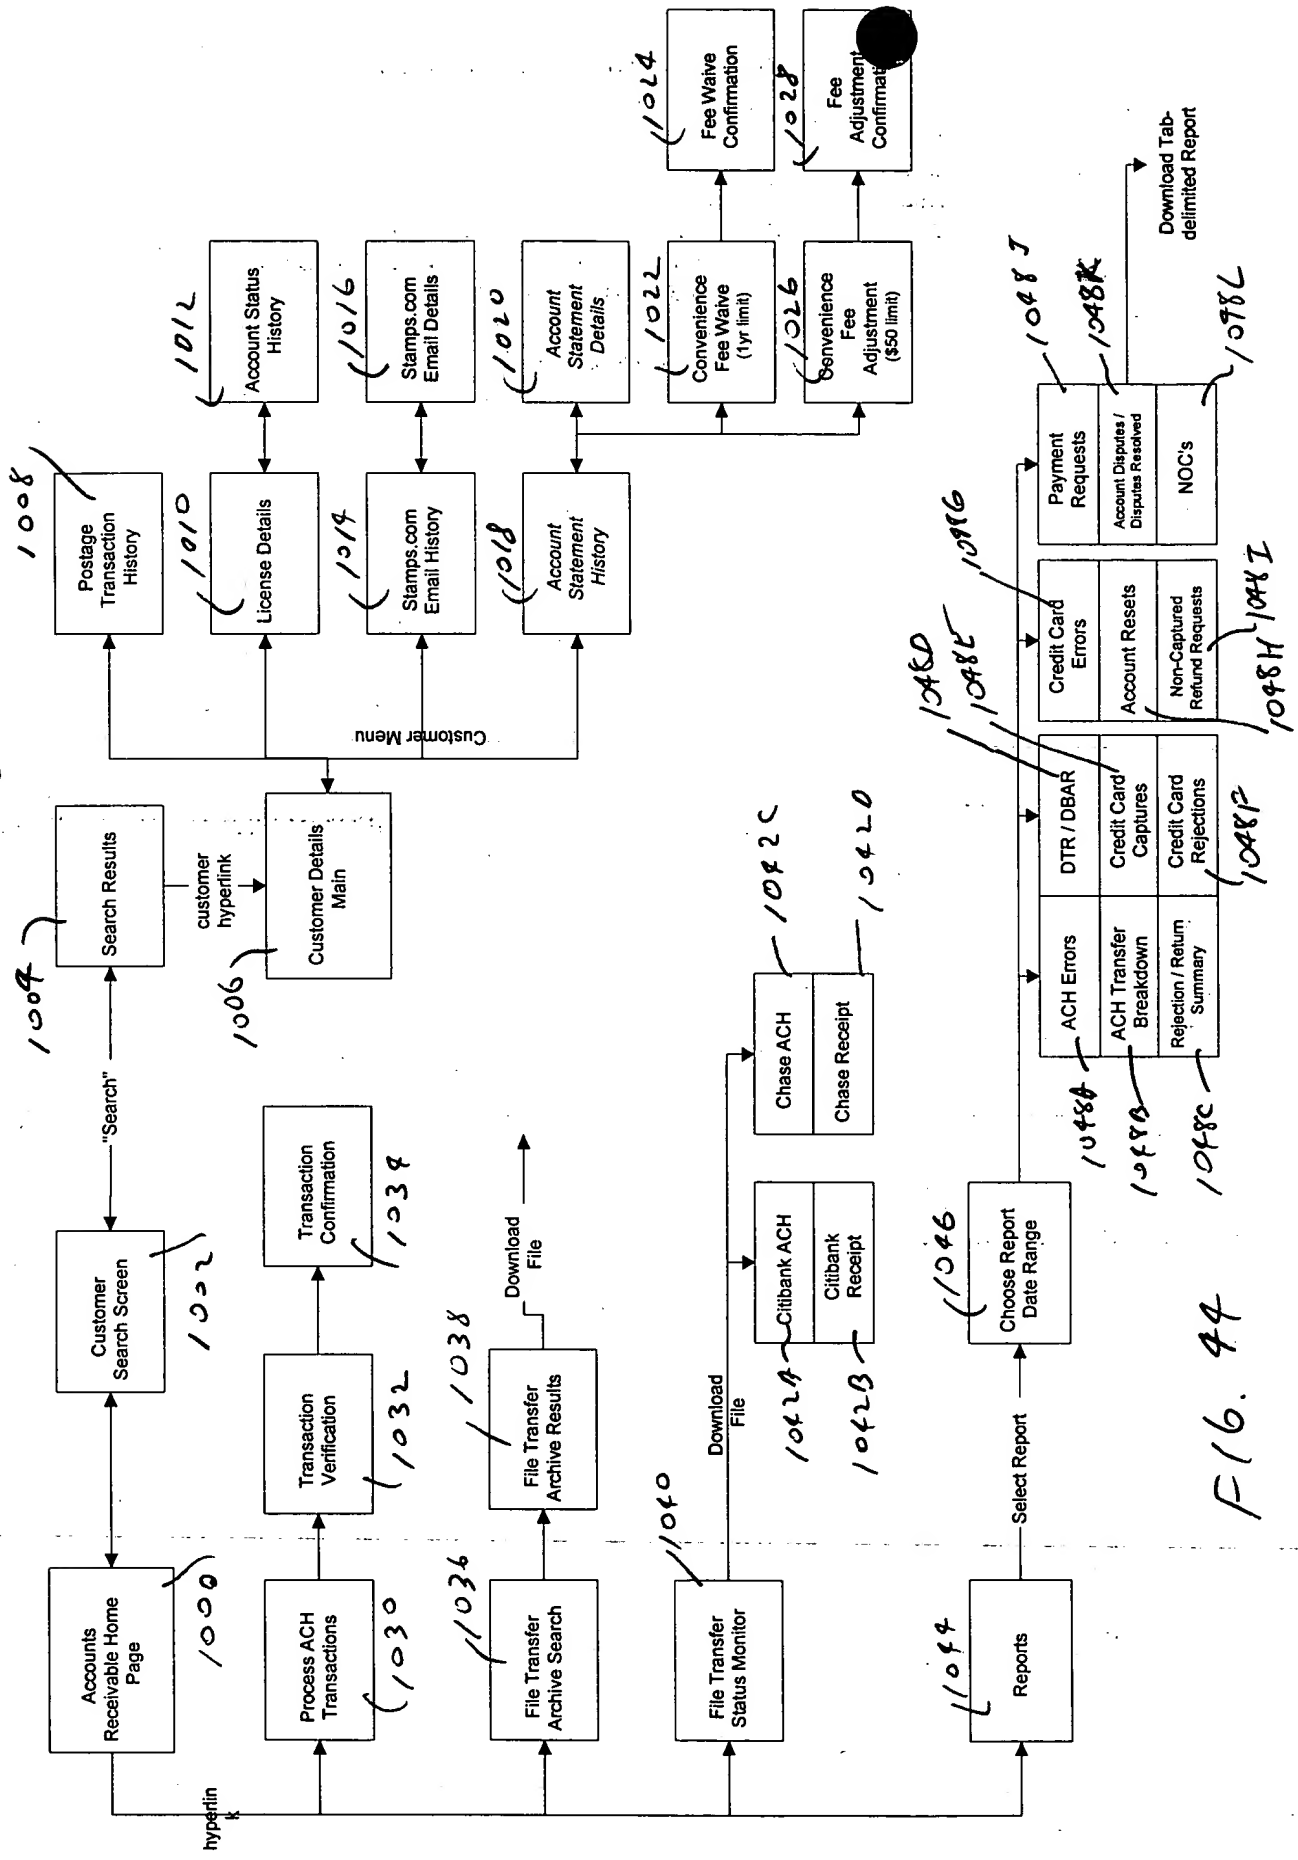 1000
Accounts
Receivable Home
Page
1002
Customer
Search Screen
"Search"
1004
Search Results
customer
hyperlink
1006
Customer Details
Main
Customer Menu
1008
Postage
Transaction
History
1010
License Details
1012
Account Status
History
1014
Stamps.com
Email History
1016
Stamps.com
Email Details
1018
Account
Statement
History
1020
Account
Statement
Details
1022
Convenience
Fee Waive
(1yr limit)
1024
Fee Waive
Confirmation
1026
Convenience
Fee
Adjustment
($50 limit)
1028
Fee
Adjustment
hyperlin
k
Process ACH
Transactions
1030
Transaction
Verification
1032
Transaction
Confirmation
1034
1036
File Transfer
Archive Search
1038
File Transfer
Archive Results
Download
File
1040
File Transfer
Status Monitor
Download
File
Citibank ACH
1042A
Citibank
Receipt
1042B
Chase ACH
1042C
Chase Receipt
1042D
1044
Reports
Select Report
1046
Choose Report
Date Range
ACH Errors
1048A
ACH Transfer
Breakdown
1048B
Rejection / Return
Summary
1048C
DTR / DBAR
1048D
Credit Card
Captures
1048E
Credit Card
Rejections
1048F
Credit Card
Errors
1048G
Account Resets
1048H
Non-Captured
Refund Requests
1048I
Payment
Requests
1048J
Account Disputes /
Disputes Resolved
1048K
NOC's
1048L
Download Tab-
delimited Report
FIG. 44